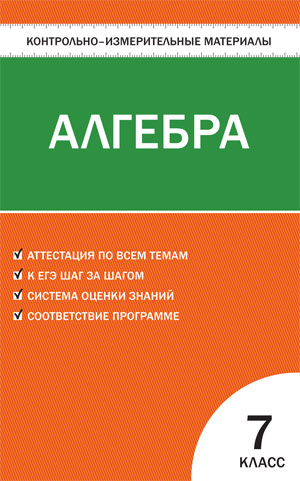 КОНТРОЛЬНО-ИЗМЕРИТЕЛЬНЫЕ МАТЕРИАЛЫ
АЛГЕБРА
АТТЕСТАЦИЯ ПО ВСЕМ ТЕМАМ
К ЕГЭ ШАГ ЗА ШАГОМ
СИСТЕМА ОЦЕНКИ ЗНАНИЙ
СООТВЕТСТВИЕ ПРОГРАММЕ
7
КЛАСС